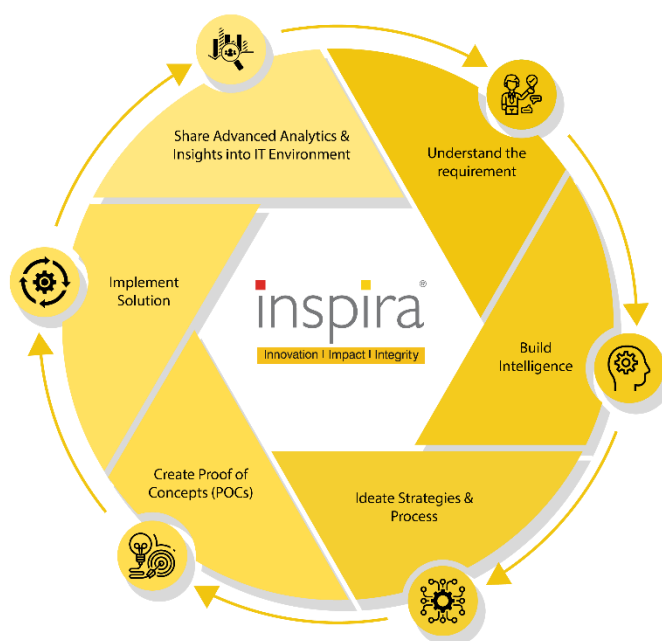 Share Advanced Analytics &
Insights into IT Environment
Understand the
requirement
Implement
Solution
inspira®
Innovation I Impact I Integrity
Build
Intelligence
Create Proof of
Concepts (POCs)
Ideate Strategies &
Process